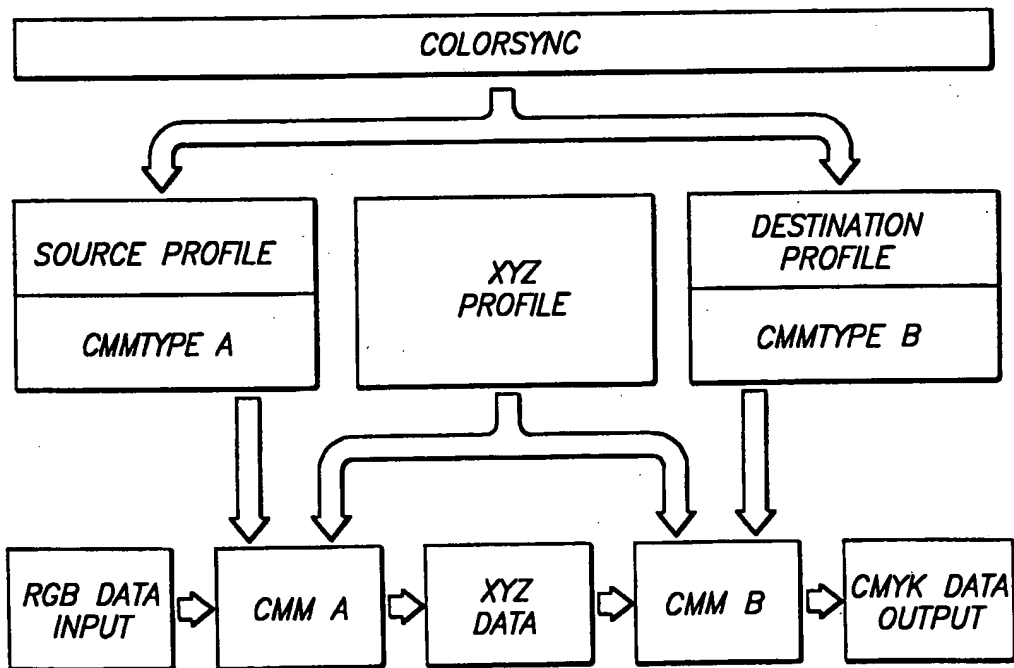 COLORSYNC
SOURCE PROFILE
CMMTYPE A
XYZ
PROFILE
DESTINATION
PROFILE
CMMTYPE B
RGB DATA
INPUT
CMM A
XYZ
DATA
CMM B
CMYK DATA
OUTPUT